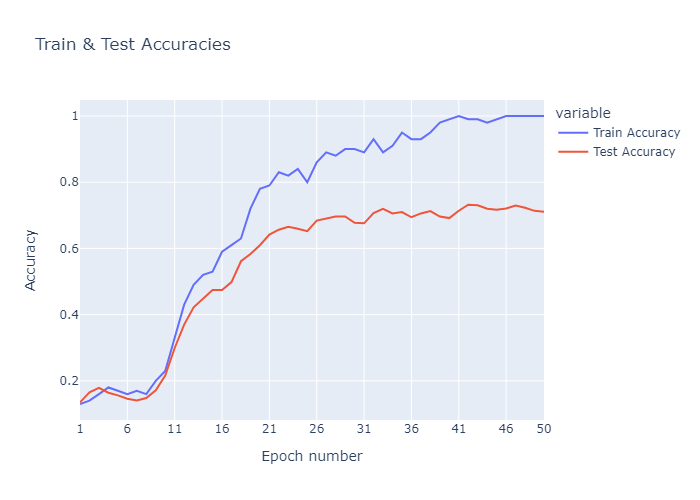 Train & Test Accuracies
variable
Train Accuracy
Test Accuracy
Accuracy
1
0.8
0.6
0.4
0.2
1 6 11 16 21 26 31 36 41 46 50
Epoch number